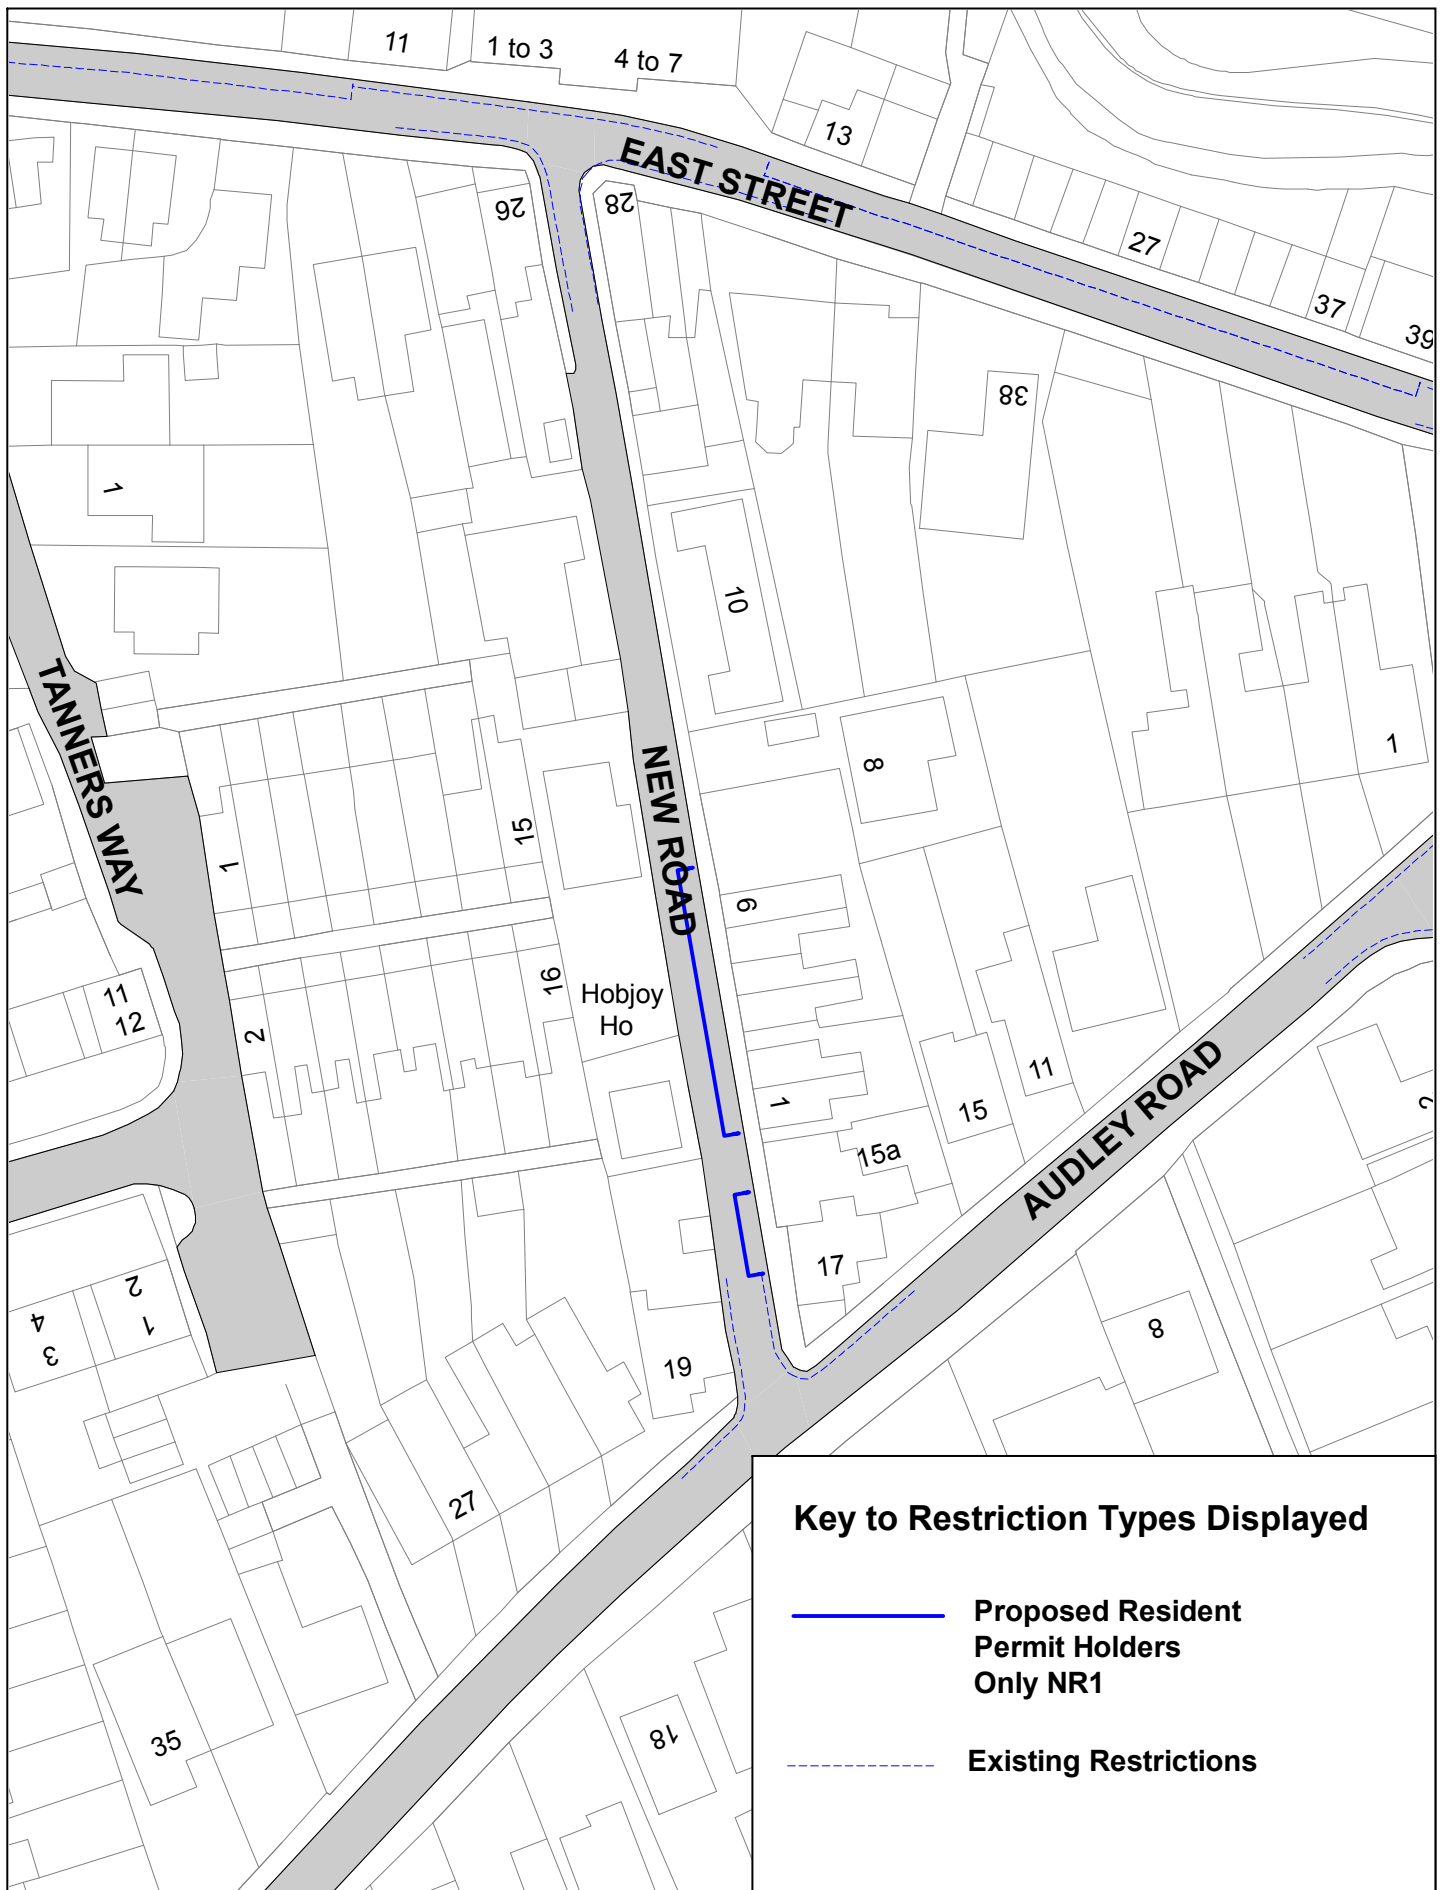 11
1 to 3
4 to 7
13
EAST STREET
26
28
27
37
39
38
1
10
TANNERS WAY
NEW ROAD
8
1
15
1
6
11
12
2
16
Hobjoy
Ho
1
15
11
15a
AUDLEY ROAD
2
17
2
1
4
3
19
8
27
35
18
Key to Restriction Types Displayed
Proposed Resident
Permit Holders
Only NR1
Existing Restrictions